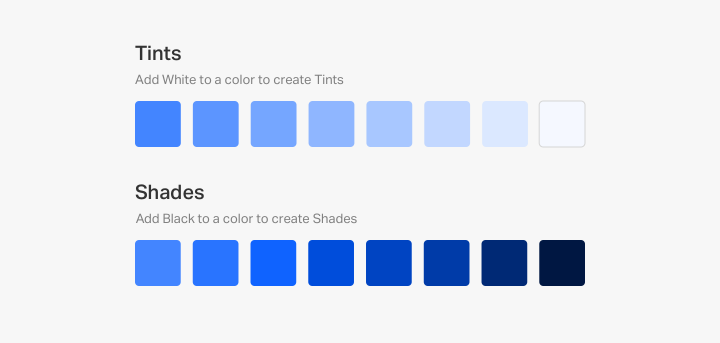 Tints
Add White to a color to create Tints
Shades
Add Black to a color to create Shades